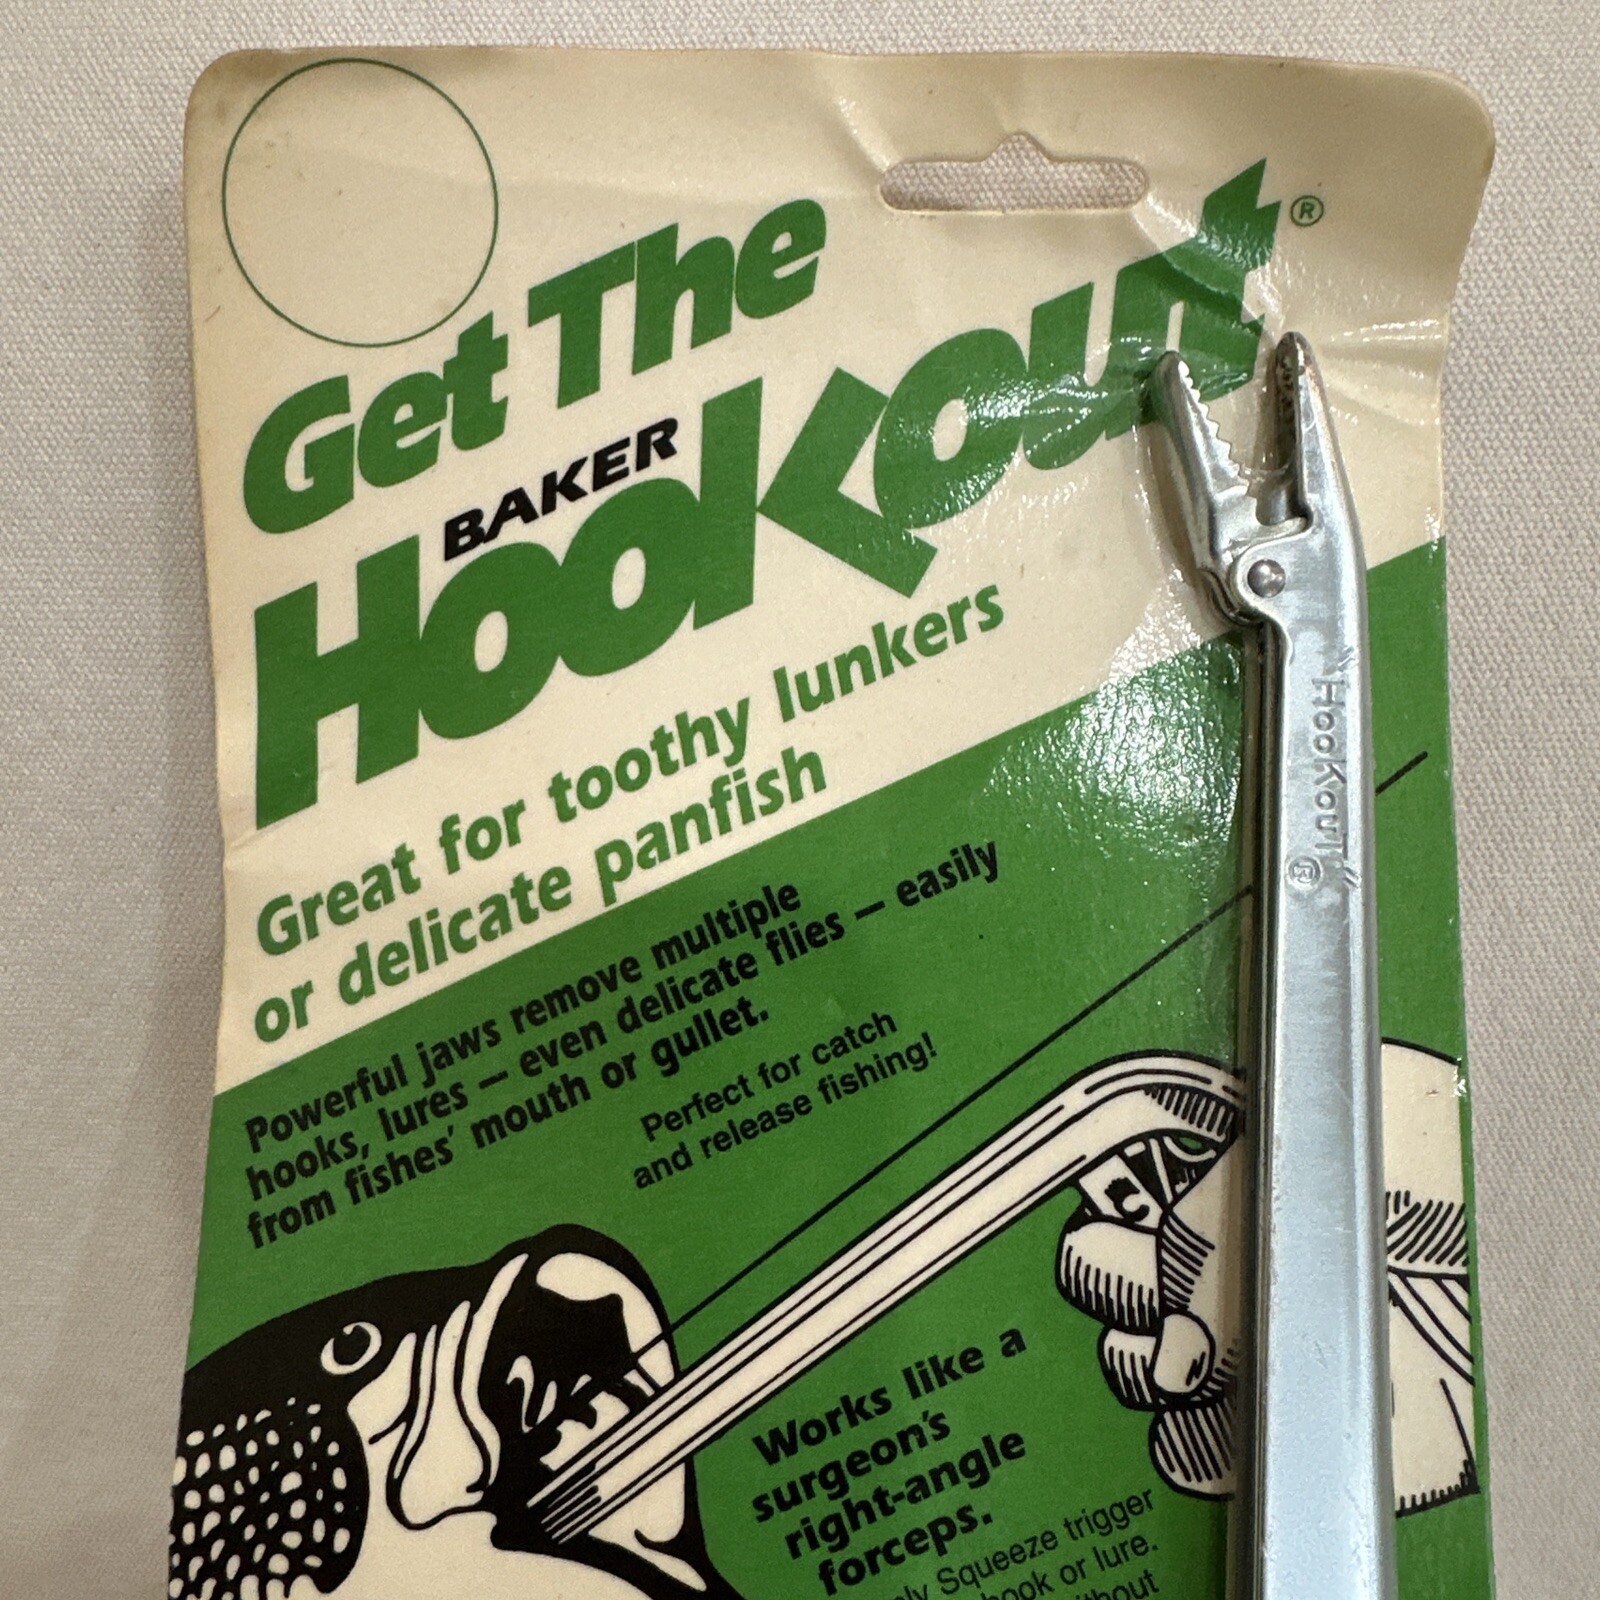 Get The
BAKER
HooKouT®
Great for toothy lunkers
or delicate panfish
Powerful jaws remove multiple
hooks, lures — even delicate flies — easily
from fishes' mouth or gullet.
Perfect for catch
and release fishing!
"HooKouT"
®
Works like a
surgeon's
right-angle
forceps.
Squeeze trigger
hook or lure.